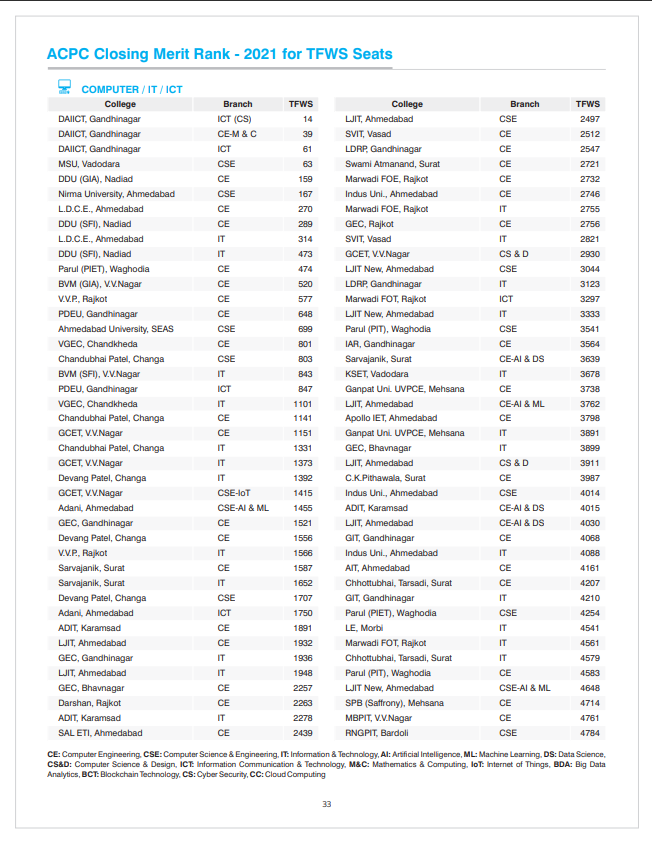 ACPC Closing Merit Rank - 2021 for TFWS Seats
COMPUTER / IT / ICT
College Branch TFWS
DAIICT, Gandhinagar ICT (CS) 14
DAIICT, Gandhinagar CE-M & C 39
DAIICT, Gandhinagar ICT 61
MSU, Vadodara CSE 63
DDU (GIA), Nadiad CE 159
Nirma University, Ahmedabad CSE 167
L.D.C.E., Ahmedabad CE 270
DDU (SFI), Nadiad CE 289
L.D.C.E., Ahmedabad IT 314
DDU (SFI), Nadiad IT 473
Parul (PIET), Waghodia CE 474
BVM (GIA), V.V.Nagar CE 520
V.V.P., Rajkot CE 577
PDEU, Gandhinagar CE 648
Ahmedabad University, SEAS CSE 699
VGEC, Chandkheda CE 801
Chandubhai Patel, Changa CSE 803
BVM (SFI), V.V.Nagar IT 843
PDEU, Gandhinagar ICT 847
VGEC, Chandkheda IT 1101
Chandubhai Patel, Changa CE 1141
GCET, V.V.Nagar CE 1151
Chandubhai Patel, Changa IT 1331
GCET, V.V.Nagar IT 1373
Devang Patel, Changa IT 1392
GCET, V.V.Nagar CSE-IoT 1415
Adani, Ahmedabad CSE-AI & ML 1455
GEC, Gandhinagar CE 1521
Devang Patel, Changa CE 1556
V.V.P., Rajkot IT 1566
Sarvajanik, Surat CE 1587
Sarvajanik, Surat IT 1652
Devang Patel, Changa CSE 1707
Adani, Ahmedabad ICT 1750
ADIT, Karamsad CE 1891
LJIT, Ahmedabad CE 1932
GEC, Gandhinagar IT 1936
LJIT, Ahmedabad IT 1948
GEC, Bhavnagar CE 2257
Darshan, Rajkot CE 2263
ADIT, Karamsad IT 2278
SAL ETI, Ahmedabad CE 2439
College Branch TFWS
LJIT, Ahmedabad CSE 2497
SVIT, Vasad CE 2512
LDRP, Gandhinagar CE 2547
Swami Atmanand, Surat CE 2721
Marwadi FOE, Rajkot CE 2732
Indus Uni., Ahmedabad CE 2746
Marwadi FOE, Rajkot IT 2755
GEC, Rajkot CE 2756
SVIT, Vasad IT 2821
GCET, V.V.Nagar CS & D 2930
LJIT New, Ahmedabad CSE 3044
LDRP, Gandhinagar IT 3123
Marwadi FOT, Rajkot ICT 3297
LJIT New, Ahmedabad IT 3333
Parul (PIT), Waghodia CSE 3541
IAR, Gandhinagar CE 3564
Sarvajanik, Surat CE-AI & DS 3639
KSET, Vadodara IT 3678
Ganpat Uni. UVPCE, Mehsana CE 3738
LJIT, Ahmedabad CE-AI & ML 3762
Apollo IET, Ahmedabad CE 3798
Ganpat Uni. UVPCE, Mehsana IT 3891
GEC, Bhavnagar IT 3899
LJIT, Ahmedabad CS & D 3911
C.K.Pithawala, Surat CE 3987
Indus Uni., Ahmedabad CSE 4014
ADIT, Karamsad CE-AI & DS 4015
LJIT, Ahmedabad CE-AI & DS 4030
GIT, Gandhinagar CE 4068
Indus Uni., Ahmedabad IT 4088
AIT, Ahmedabad CE 4161
Chhottubhai, Tarsadi, Surat CE 4207
GIT, Gandhinagar IT 4210
Parul (PIET), Waghodia CSE 4254
LE, Morbi IT 4541
Marwadi FOT, Rajkot IT 4561
Chhottubhai, Tarsadi, Surat IT 4579
Parul (PIT), Waghodia CE 4583
LJIT New, Ahmedabad CSE-AI & ML 4648
SPB (Saffrony), Mehsana CE 4714
MBPIT, V.V.Nagar CE 4761
RNGPIT, Bardoli CSE 4784
CE: Computer Engineering, CSE: Computer Science & Engineering, IT: Information & Technology, AI: Artificial Intelligence, ML: Machine Learning, DS: Data Science,
CS&D: Computer Science & Design, ICT: Information Communication & Technology, M&C: Mathematics & Computing, IoT: Internet of Things, BDA: Big Data
Analytics, BCT: Blockchain Technology, CS: Cyber Security, CC: Cloud Computing
33